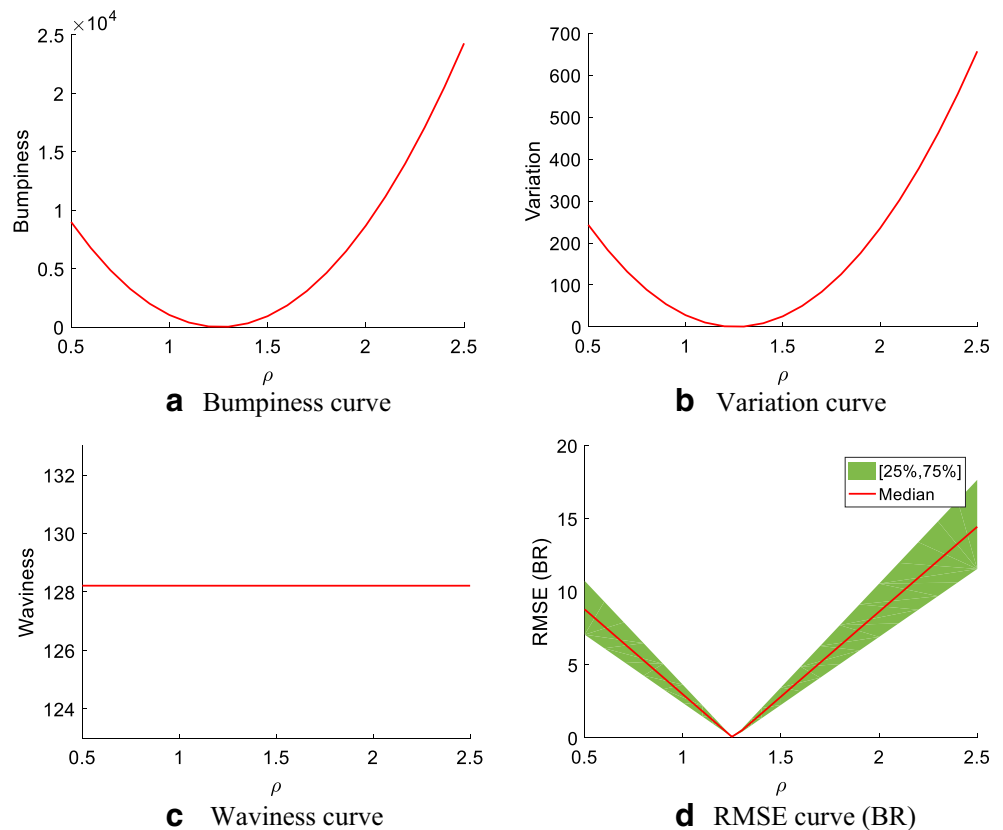 ×10⁴
2.5
2
1.5
1
0.5
0
Bumpiness
0.5 1 1.5 2 2.5
ρ
a Bumpiness curve
700
600
500
400
300
200
100
0
Variation
0.5 1 1.5 2 2.5
ρ
b Variation curve
132
130
128
126
124
Waviness
0.5 1 1.5 2 2.5
ρ
c Waviness curve
20
15
10
5
0
RMSE (BR)
[25%,75%]
Median
0.5 1 1.5 2 2.5
ρ
d RMSE curve (BR)